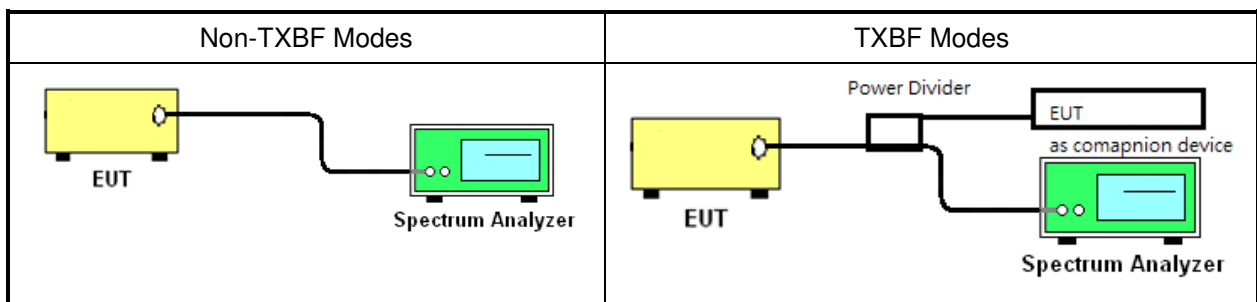 Non-TXBF Modes
TXBF Modes
EUT
Spectrum Analyzer
Power Divider
EUT
as comapnion device
EUT
Spectrum Analyzer